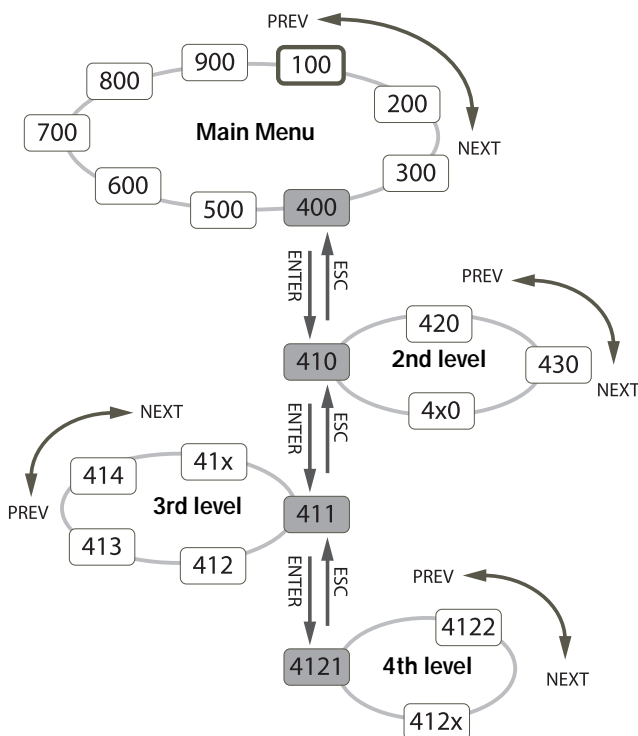 PREV
900
100
800
200
700
Main Menu
NEXT
600
300
500
400
ENTER
ESC
PREV
420
410
2nd level
430
NEXT
4x0
ENTER
ESC
NEXT
41x
414
3rd level
PREV
411
413
412
ENTER
ESC
PREV
4122
4121
4th level
NEXT
412x